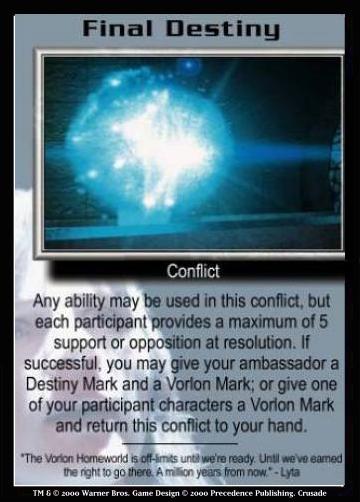 Final Destiny
Conflict
Any ability may be used in this conflict, but
each participant provides a maximum of 5
support or opposition at resolution. If
successful, you may give your ambassador a
Destiny Mark and a Vorlon Mark; or give one
of your participant characters a Vorlon Mark
and return this conflict to your hand.
"The Vorlon Homeworld is off-limits until we're ready. Until we've earned
the right to go there. A million years from now." - Lyta
TM & © 2000 Warner Bros. Game Design © 2000 Precedence Publishing. Crusade